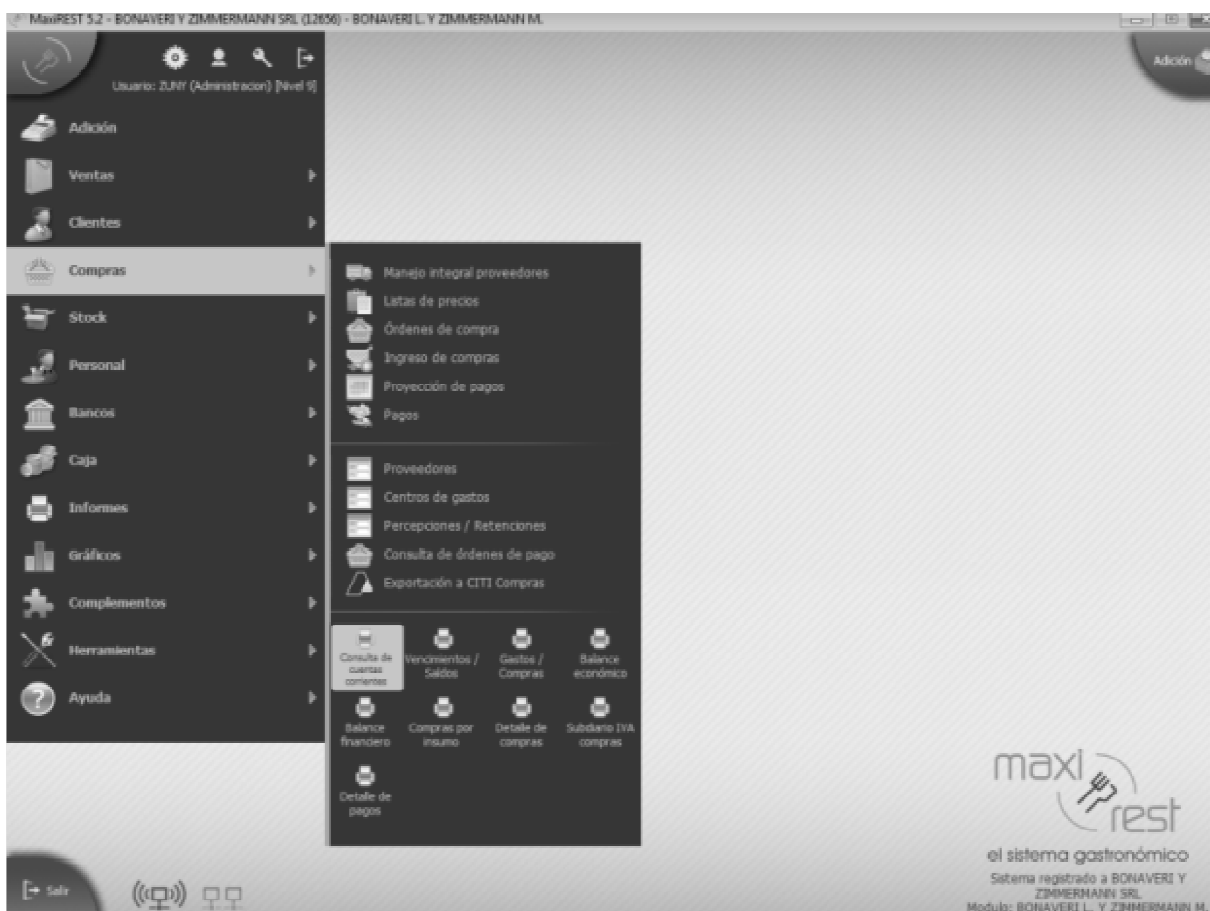 MaxiREST 5.2 - BONAVERI Y ZIMMERMANN SRL (12656) - BONAVERI L. Y ZIMMERMANN M.
Usuario: ZUNY (Administracion) [Nivel 9]
Adición
Adición
Ventas
Clientes
Compras
Stock
Personal
Bancos
Caja
Informes
Gráficos
Complementos
Herramientas
Ayuda
Manejo integral proveedores
Listas de precios
Órdenes de compra
Ingreso de compras
Proyección de pagos
Pagos
Proveedores
Centros de gastos
Percepciones / Retenciones
Consulta de órdenes de pago
Exportación a CITI Compras
Consulta de
cuentas
corrientes
Vencimientos /
Saldos
Gastos /
Compras
Balance
económico
Balance
financiero
Compras por
insumo
Detalle de
compras
Subdiario IVA
compras
Detalle de
pagos
Salir
maxi
rest
el sistema gastronómico
Sistema registrado a BONAVERI Y
ZIMMERMANN SRL
Modulo: BONAVERI L. Y ZIMMERMANN M.